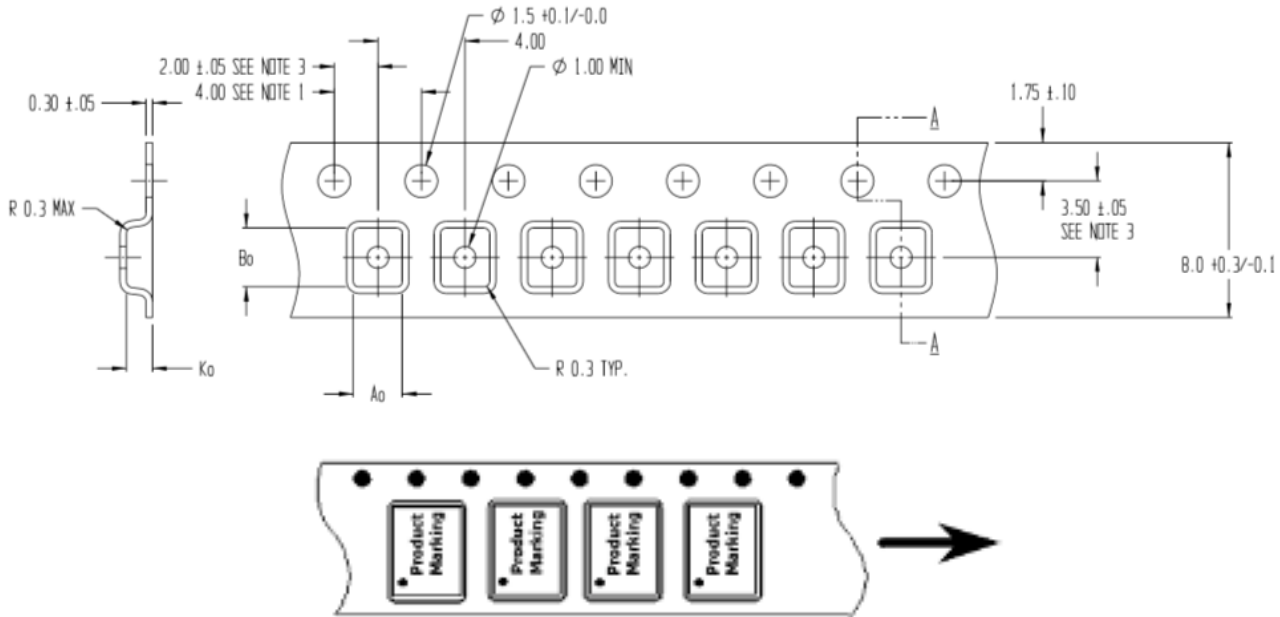 Ø 1.5 +0.1/-0.0
4.00
2.00 ±.05 SEE NOTE 3
Ø 1.00 MIN
4.00 SEE NOTE 1
0.30 ±.05
1.75 ±.10
A
R 0.3 MAX
3.50 ±.05
SEE NOTE 3
Bo
8.0 +0.3/-0.1
A
Ko
R 0.3 TYP.
Ao
Product
Marking
Product
Marking
Product
Marking
Product
Marking